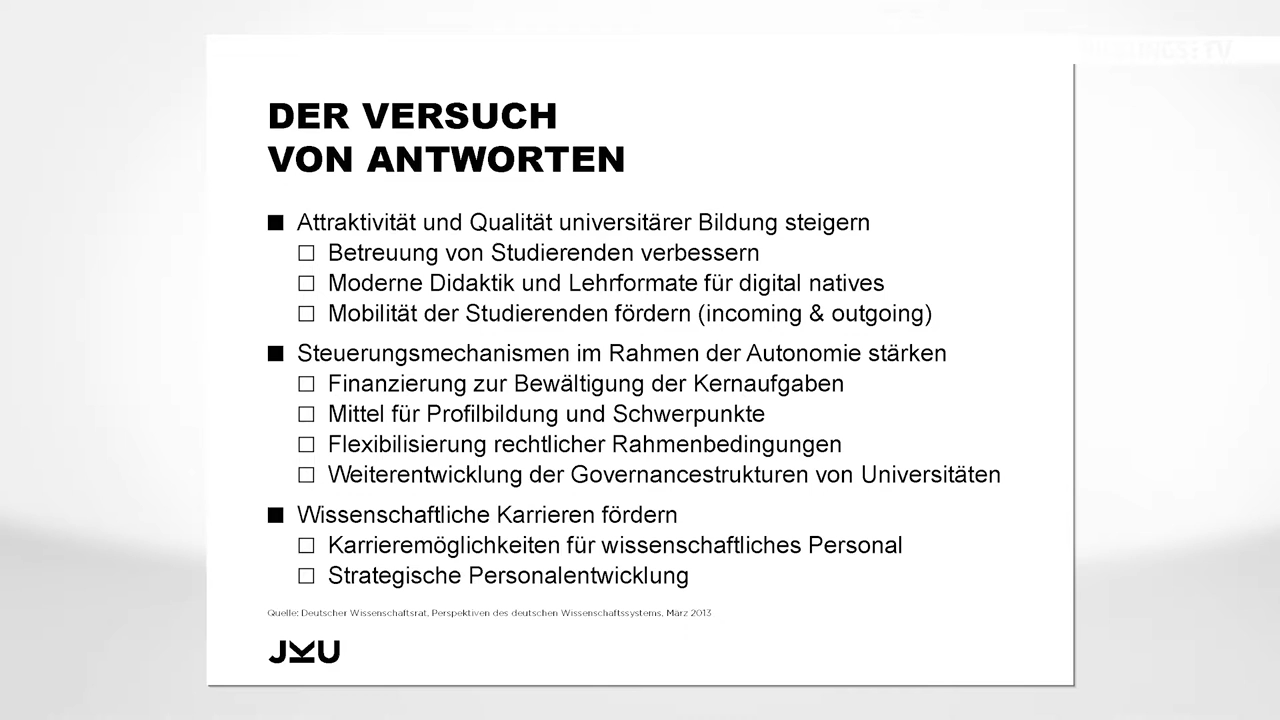 DER VERSUCH
VON ANTWORTEN
■ Attraktivität und Qualität universitärer Bildung steigern
□ Betreuung von Studierenden verbessern
□ Moderne Didaktik und Lehrformate für digital natives
□ Mobilität der Studierenden fördern (incoming & outgoing)
■ Steuerungsmechanismen im Rahmen der Autonomie stärken
□ Finanzierung zur Bewältigung der Kernaufgaben
□ Mittel für Profilbildung und Schwerpunkte
□ Flexibilisierung rechtlicher Rahmenbedingungen
□ Weiterentwicklung der Governancestrukturen von Universitäten
■ Wissenschaftliche Karrieren fördern
□ Karrieremöglichkeiten für wissenschaftliches Personal
□ Strategische Personalentwicklung
Quelle: Deutscher Wissenschaftsrat, Perspektiven des deutschen Wissenschaftssystems, März 2013
JKU